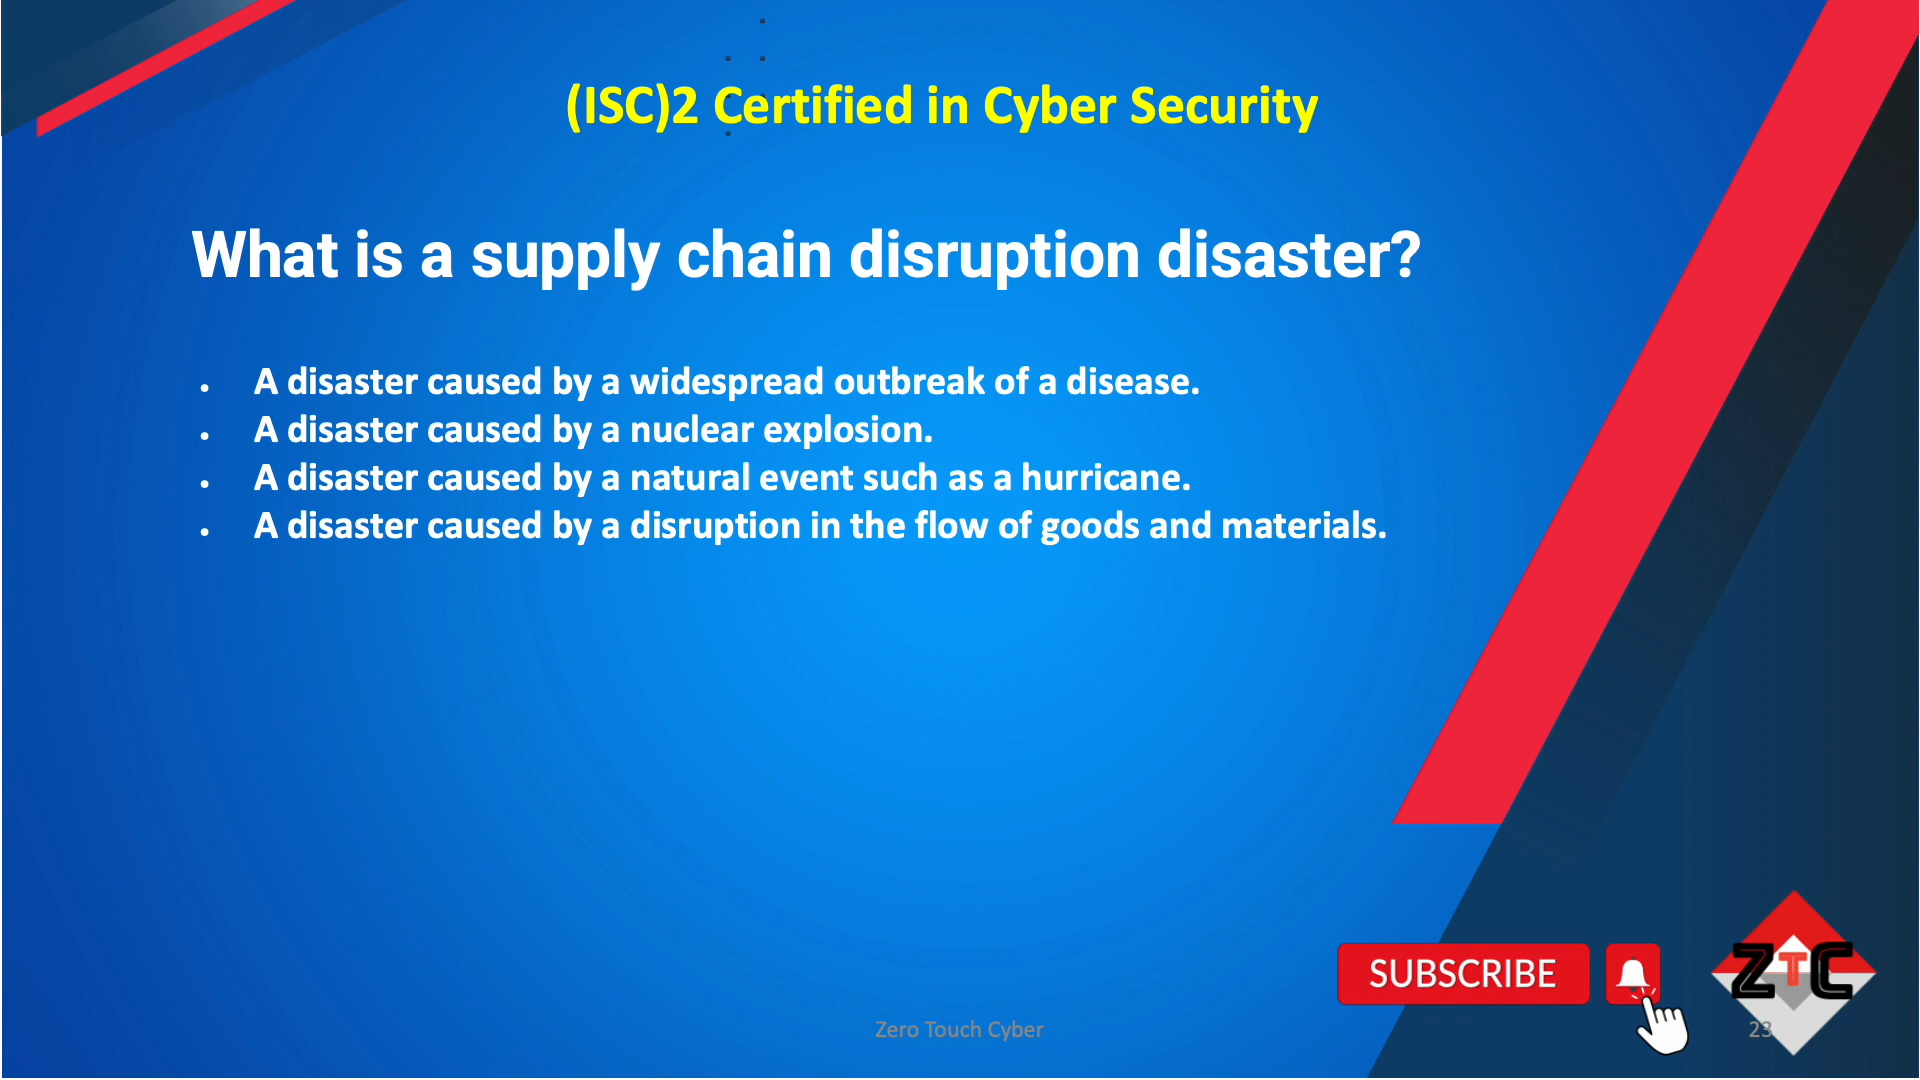 (ISC)2 Certified in Cyber Security
What is a supply chain disruption disaster?
• A disaster caused by a widespread outbreak of a disease.
• A disaster caused by a nuclear explosion.
• A disaster caused by a natural event such as a hurricane.
• A disaster caused by a disruption in the flow of goods and materials.
SUBSCRIBE
ZTC
Zero Touch Cyber
23